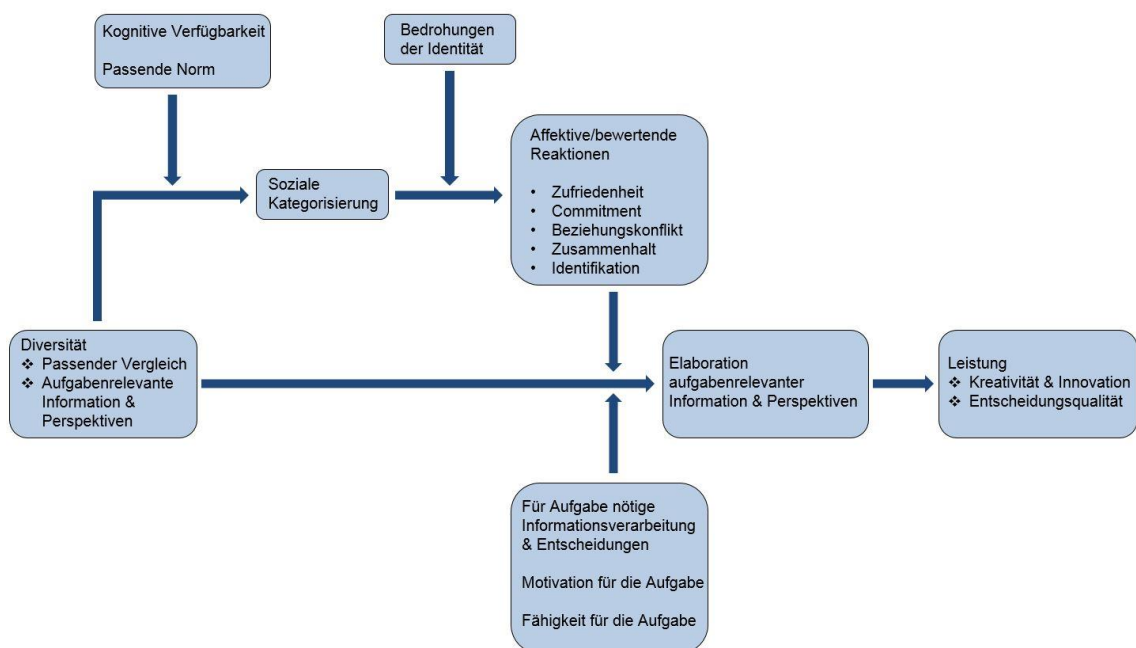 Kognitive Verfügbarkeit
Passende Norm
Bedrohungen
der Identität
Affektive/bewertende
Reaktionen
• Zufriedenheit
• Commitment
• Beziehungskonflikt
• Zusammenhalt
• Identifikation
Soziale
Kategorisierung
Diversität
❖ Passender Vergleich
❖ Aufgabenrelevante
Information &
Perspektiven
Elaboration
aufgabenrelevanter
Information & Perspektiven
Leistung
❖ Kreativität & Innovation
❖ Entscheidungsqualität
Für Aufgabe nötige
Informationsverarbeitung
& Entscheidungen
Motivation für die Aufgabe
Fähigkeit für die Aufgabe